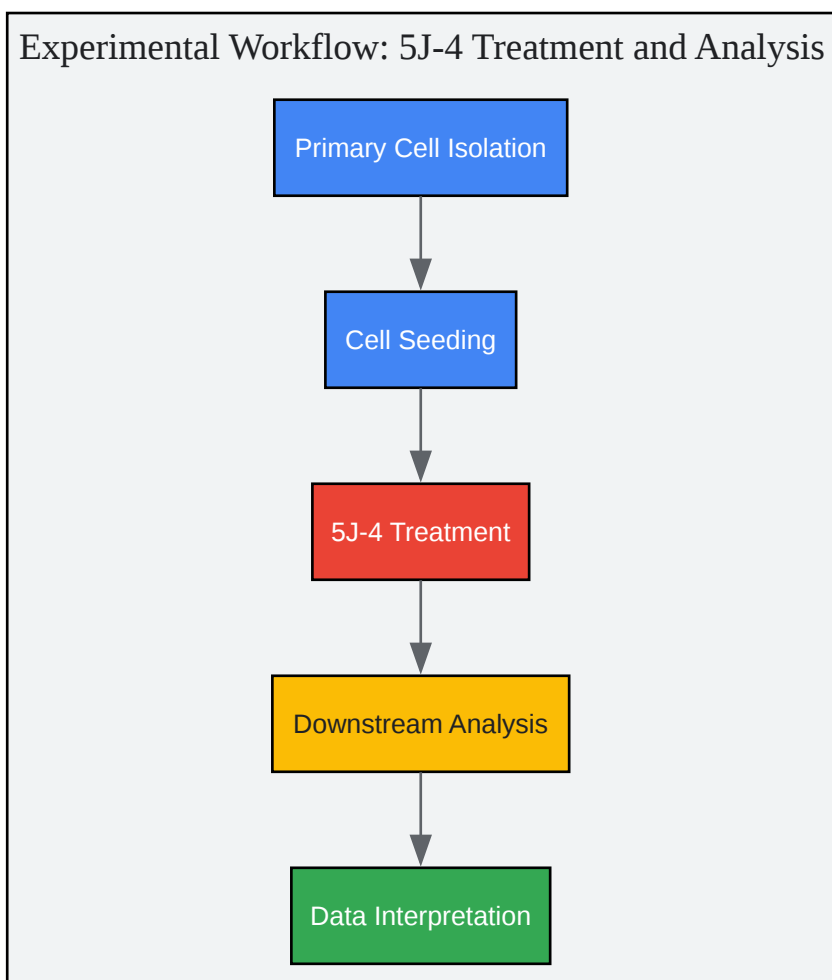 Experimental Workflow: 5J-4 Treatment and Analysis
Primary Cell Isolation
Cell Seeding
5J-4 Treatment
Downstream Analysis
Data Interpretation